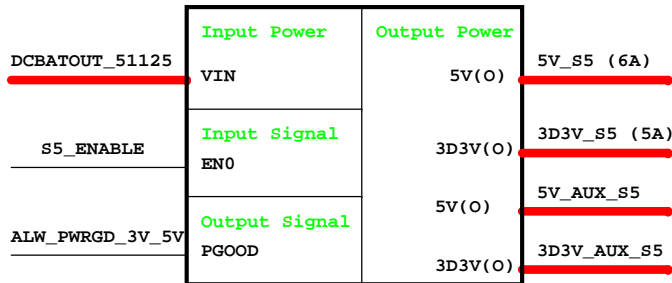 Input Power
Output Power
DCBATOUT_51125
VIN
5V(O)
5V_S5 (6A)
Input Signal
S5_ENABLE
EN0
3D3V(O)
3D3V_S5 (5A)
5V(O)
5V_AUX_S5
Output Signal
ALW_PWRGD_3V_5V
PGOOD
3D3V(O)
3D3V_AUX_S5